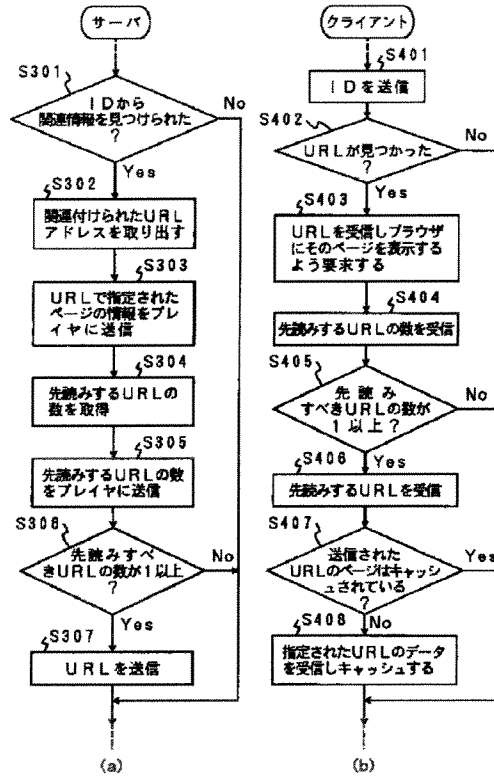 サーバ
S301
IDから
関連情報を見つけられた
?
No
Yes
S302
関連付けられたURL
アドレスを取り出す
S303
URLで指定された
ページの情報をプレ
イヤに送信
S304
先読みするURLの
数を取得
S305
先読みするURLの数
をプレイヤに送信
S306
先読みすべ
きURLの数が1以上
?
No
Yes
S307
URLを送信
(a)
クライアント
S401
IDを送信
S402
URLが見つかった
?
No
Yes
S403
URLを受信しブラウザ
にそのページを表示する
よう要求する
S404
先読みするURLの数を受信
S405
先読み
すべきURLの数が
1以上?
No
Yes
S406
先読みするURLを受信
S407
送信された
URLのページはキャッシ
ュされている
?
Yes
No
S408
指定されたURLのデータ
を受信しキャッシュする
(b)